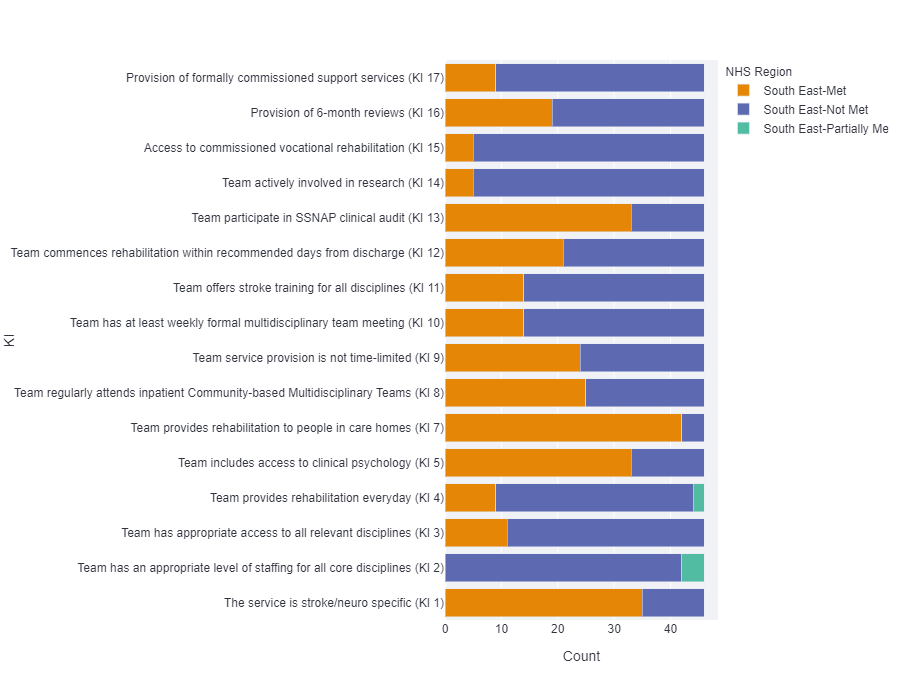 NHS Region
South East-Met
South East-Not Met
South East-Partially Me
KI
Provision of formally commissioned support services (KI 17)
Provision of 6-month reviews (KI 16)
Access to commissioned vocational rehabilitation (KI 15)
Team actively involved in research (KI 14)
Team participate in SSNAP clinical audit (KI 13)
Team commences rehabilitation within recommended days from discharge (KI 12)
Team offers stroke training for all disciplines (KI 11)
Team has at least weekly formal multidisciplinary team meeting (KI 10)
Team service provision is not time-limited (KI 9)
Team regularly attends inpatient Community-based Multidisciplinary Teams (KI 8)
Team provides rehabilitation to people in care homes (KI 7)
Team includes access to clinical psychology (KI 5)
Team provides rehabilitation everyday (KI 4)
Team has appropriate access to all relevant disciplines (KI 3)
Team has an appropriate level of staffing for all core disciplines (KI 2)
The service is stroke/neuro specific (KI 1)
0 10 20 30 40
Count